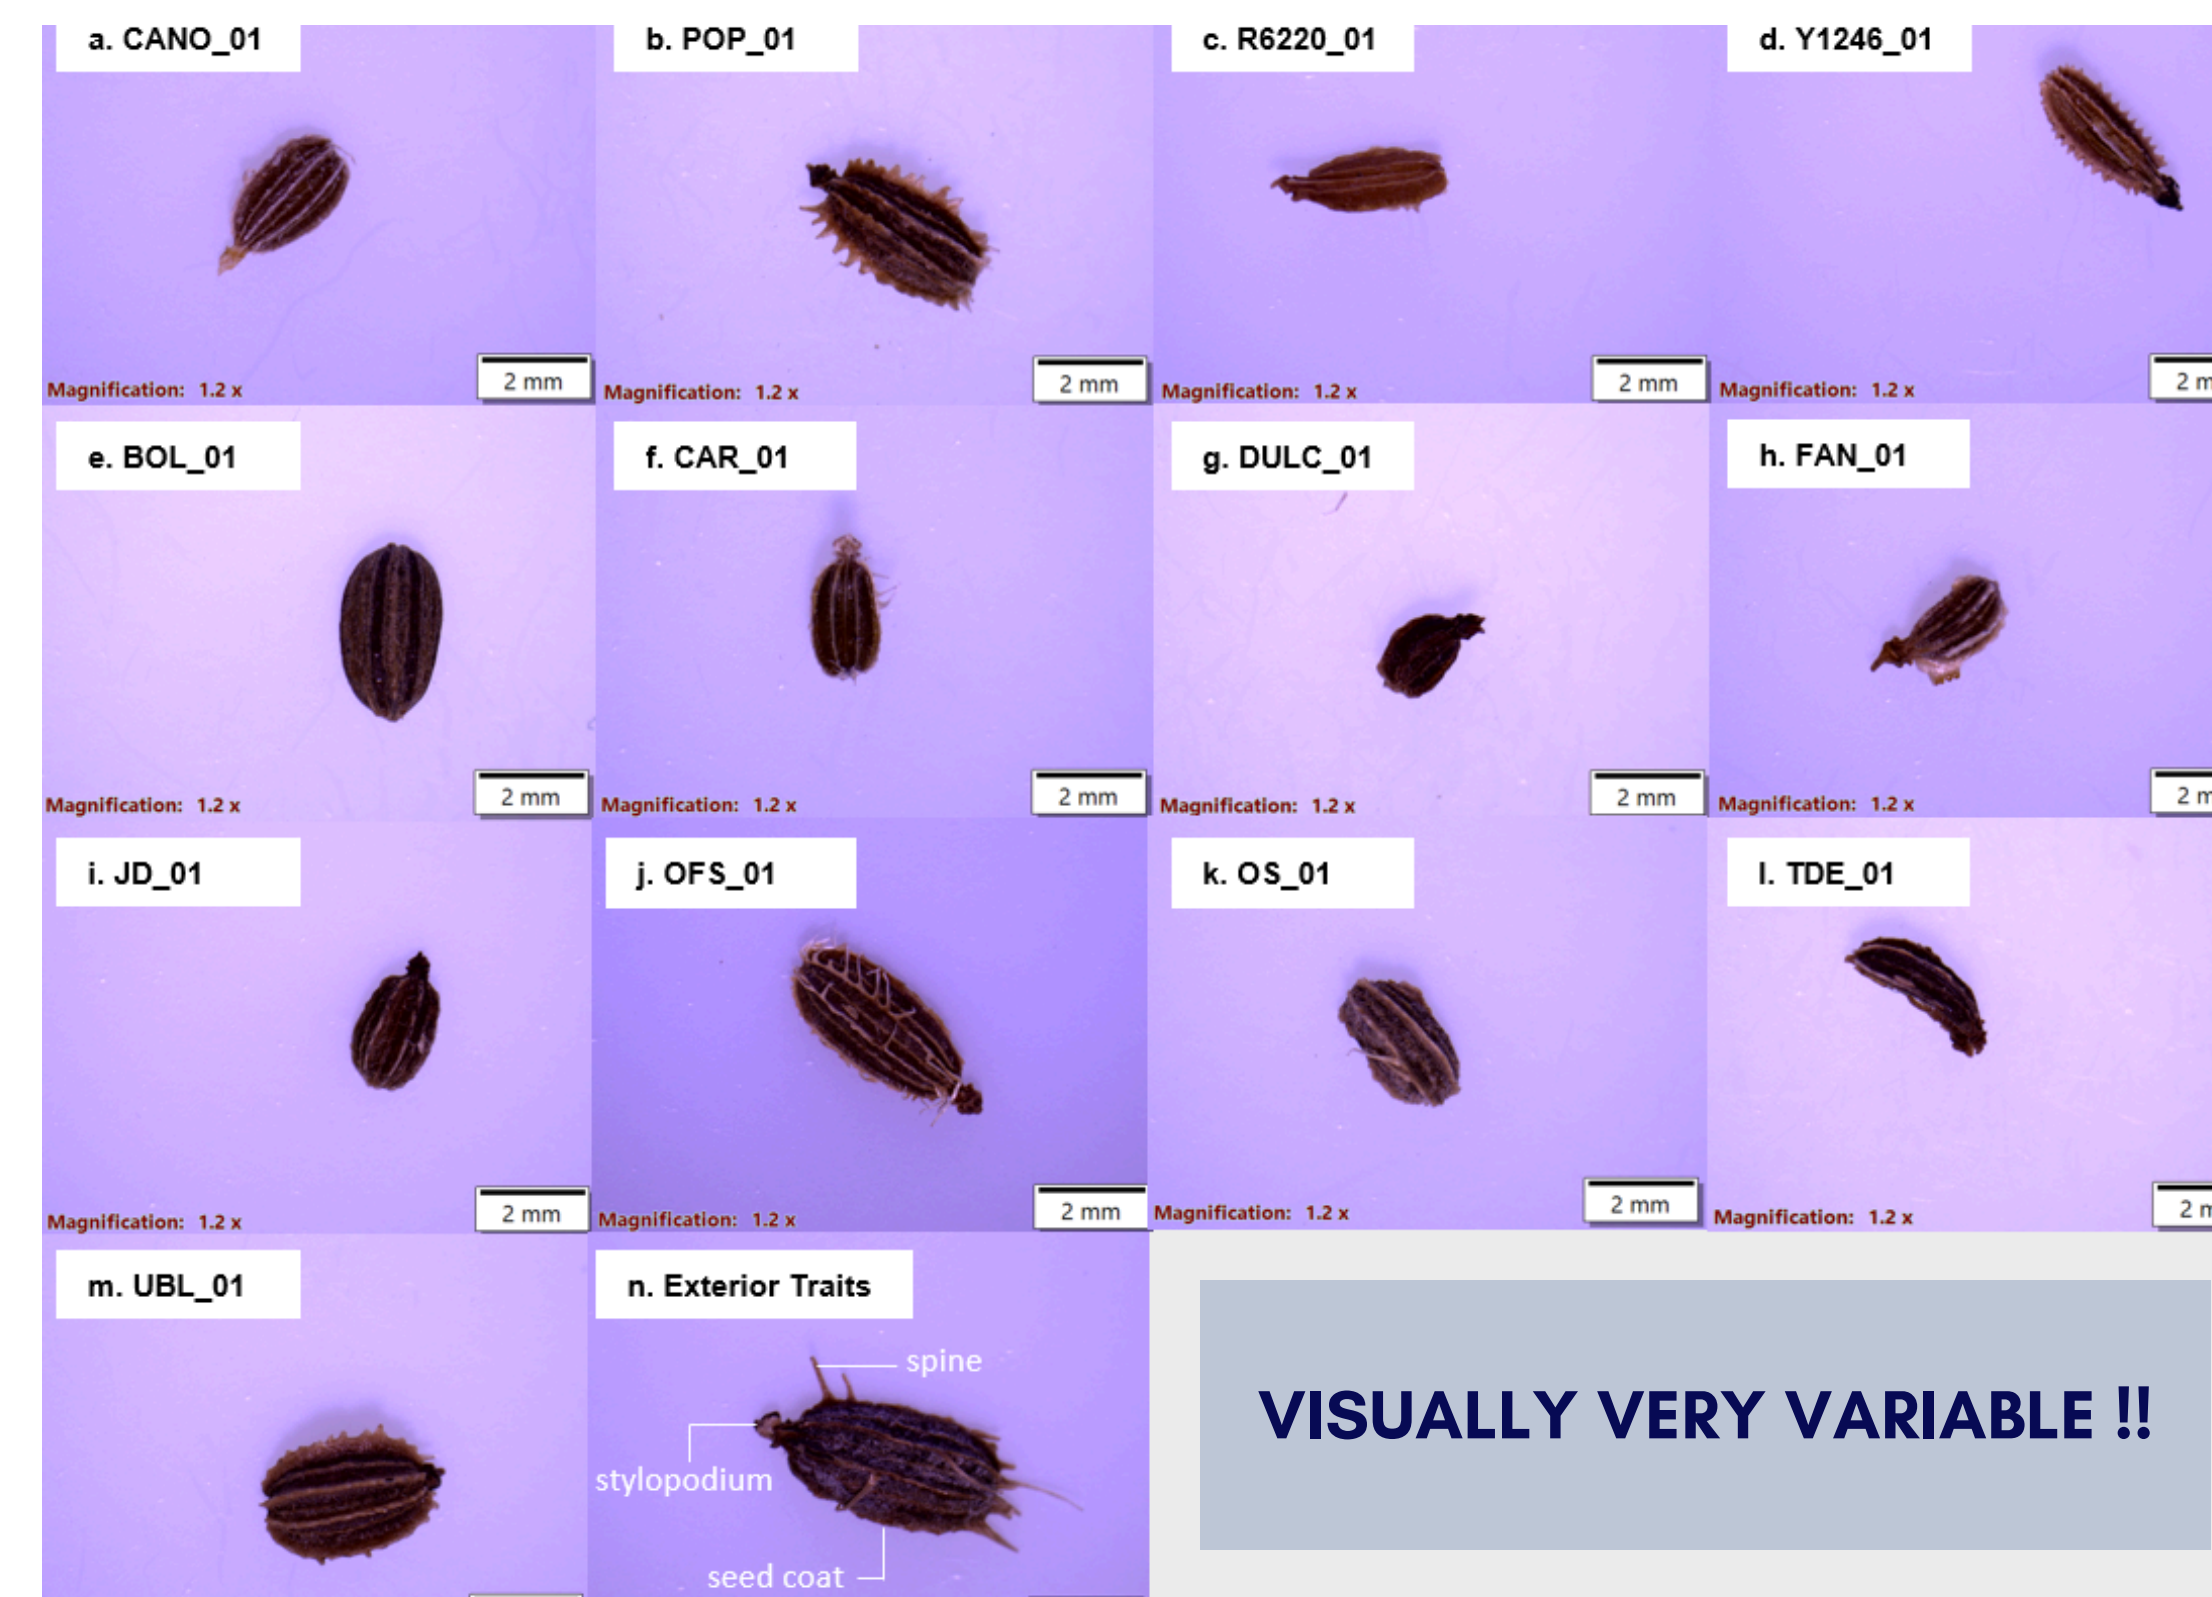 a. CANO_01
b. POP_01
c. R6220_01
d. Y1246_01
2 mm
2 mm
2 mm
2 m
Magnification: 1.2 x
Magnification: 1.2 x
Magnification: 1.2 x
Magnification: 1.2 x
e. BOL_01
f. CAR_01
g. DULC_01
h. FAN_01
2 mm
2 mm
2 mm
2 m
Magnification: 1.2 x
Magnification: 1.2 x
Magnification: 1.2 x
Magnification: 1.2 x
i. JD_01
j. OFS_01
k. OS_01
l. TDE_01
2 mm
2 mm
2 mm
2 m
Magnification: 1.2 x
Magnification: 1.2 x
Magnification: 1.2 x
Magnification: 1.2 x
m. UBL_01
n. Exterior Traits
spine
stylopodium
seed coat
VISUALLY VERY VARIABLE !!